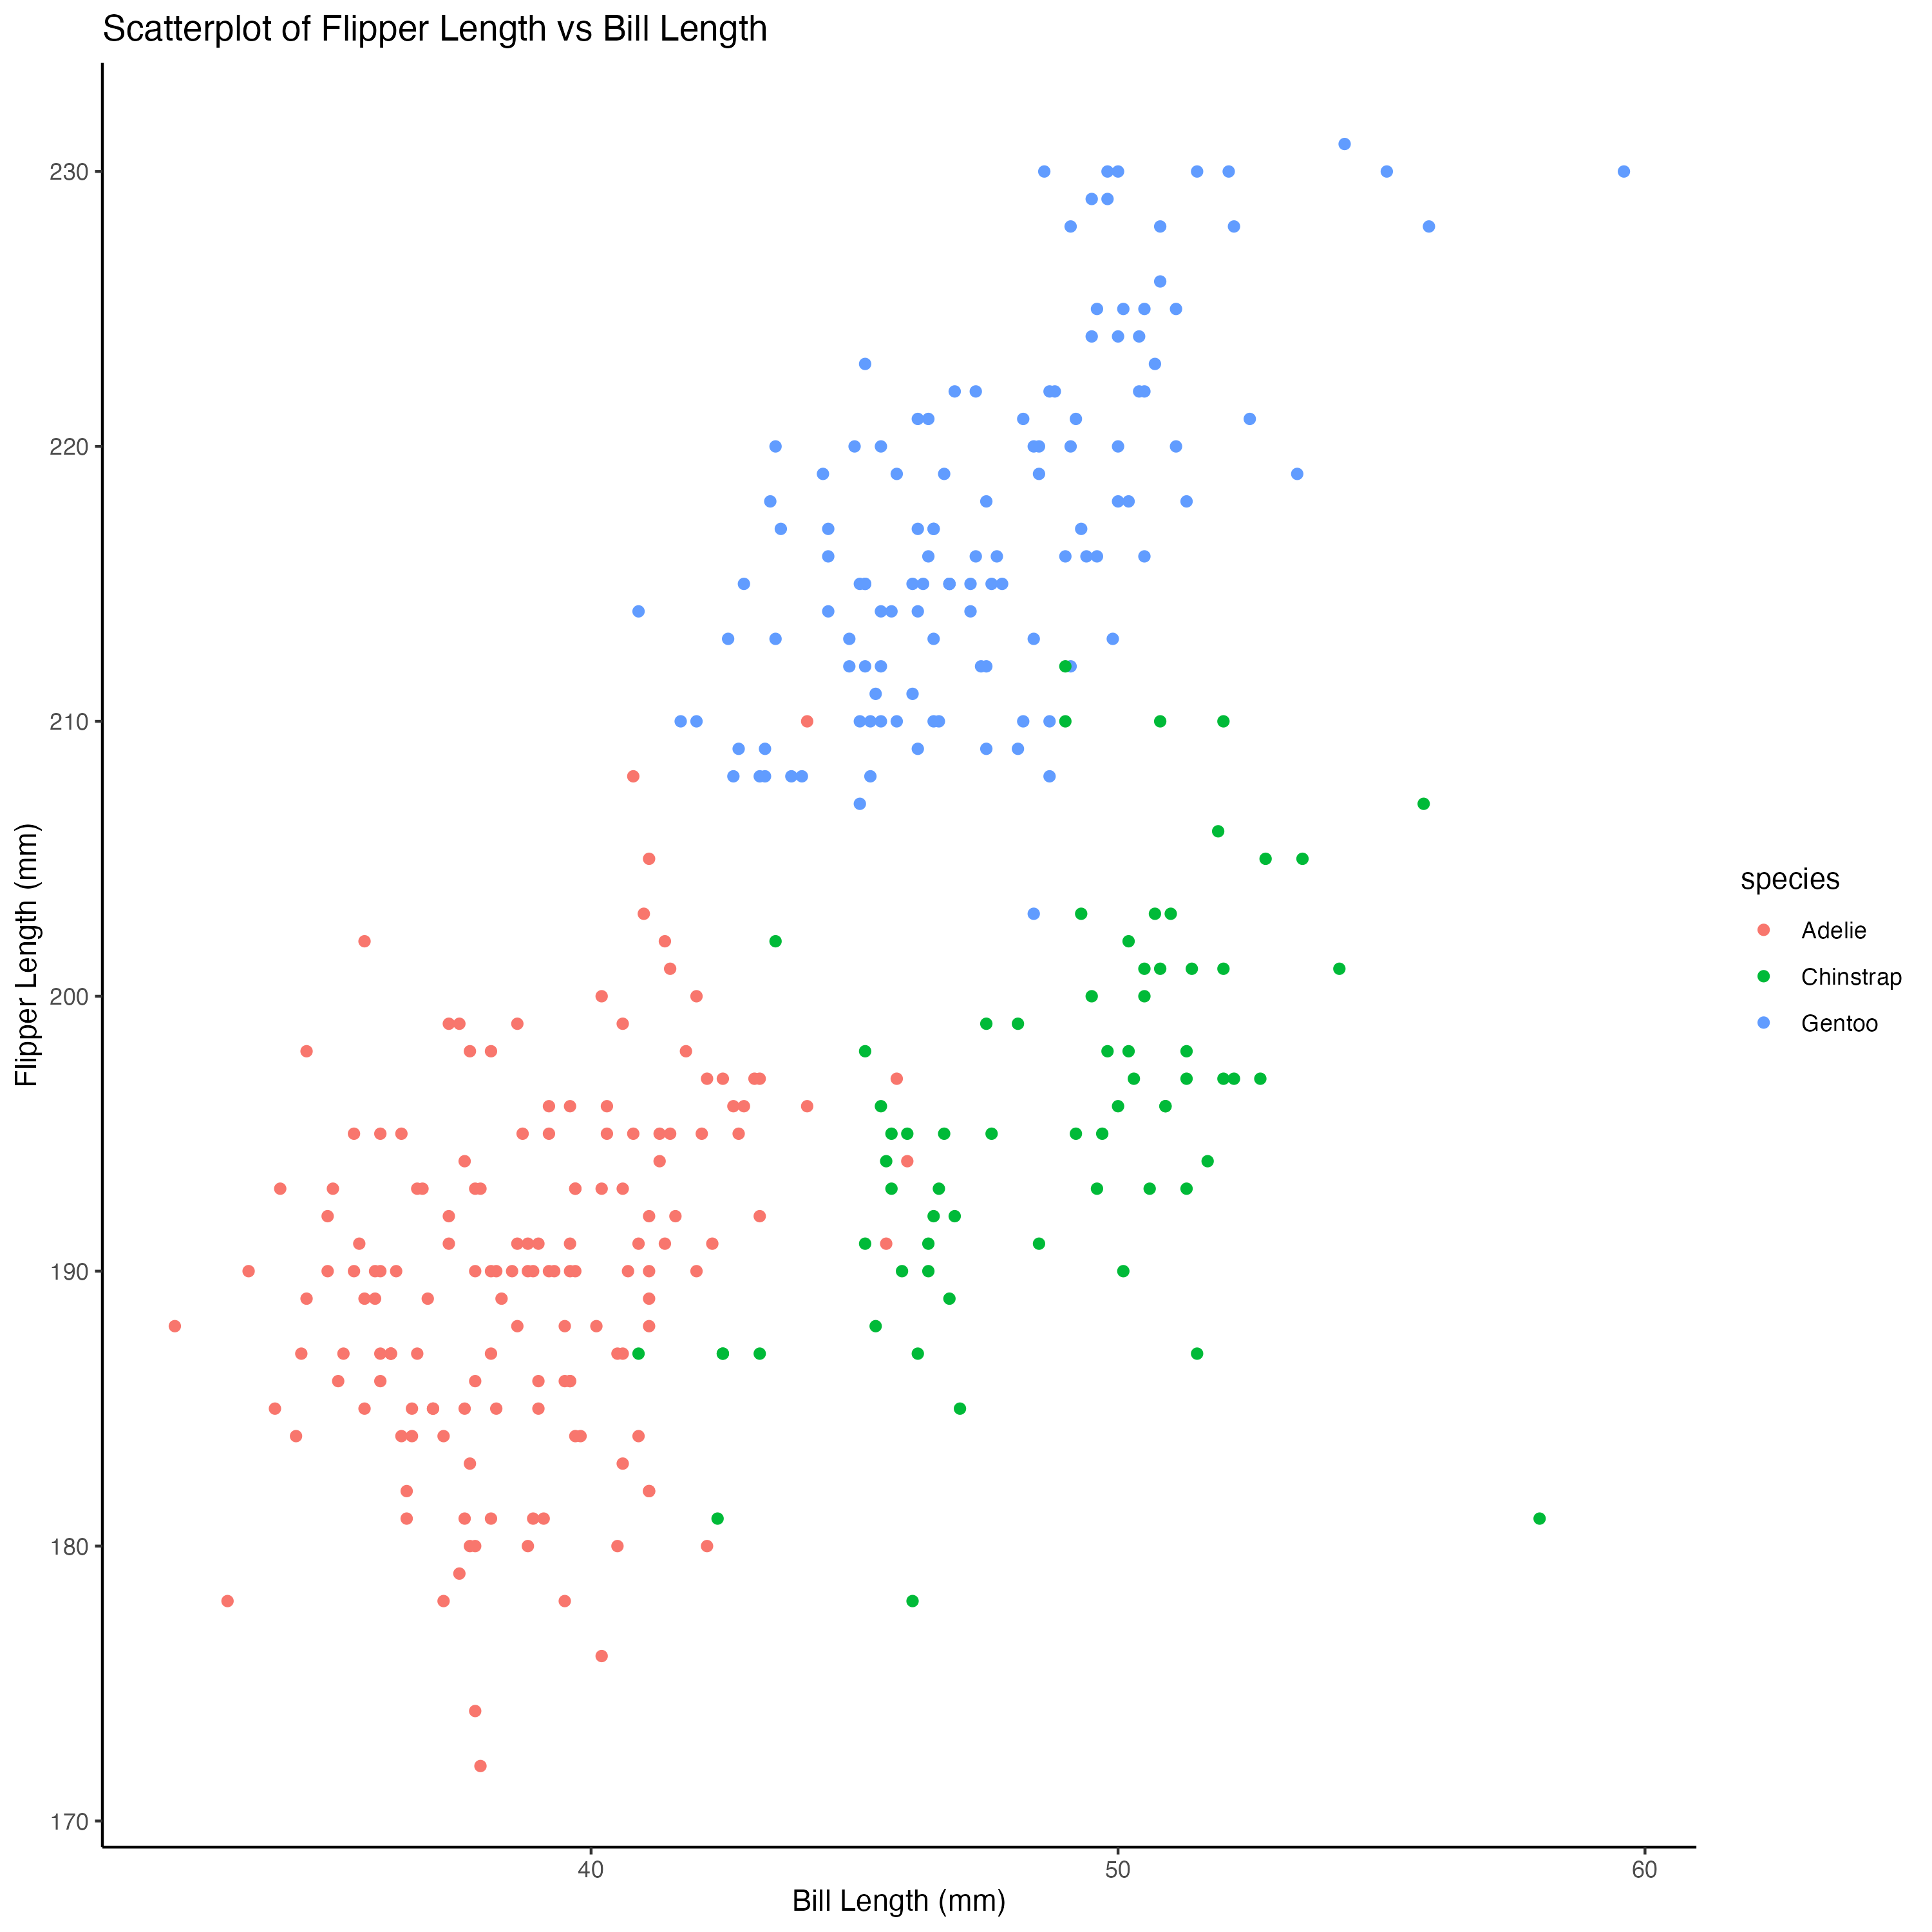 Scatterplot of Flipper Length vs Bill Length
230
220
210
200
190
180
170
Flipper Length (mm)
40
50
60
Bill Length (mm)
species
Adelie
Chinstrap
Gentoo